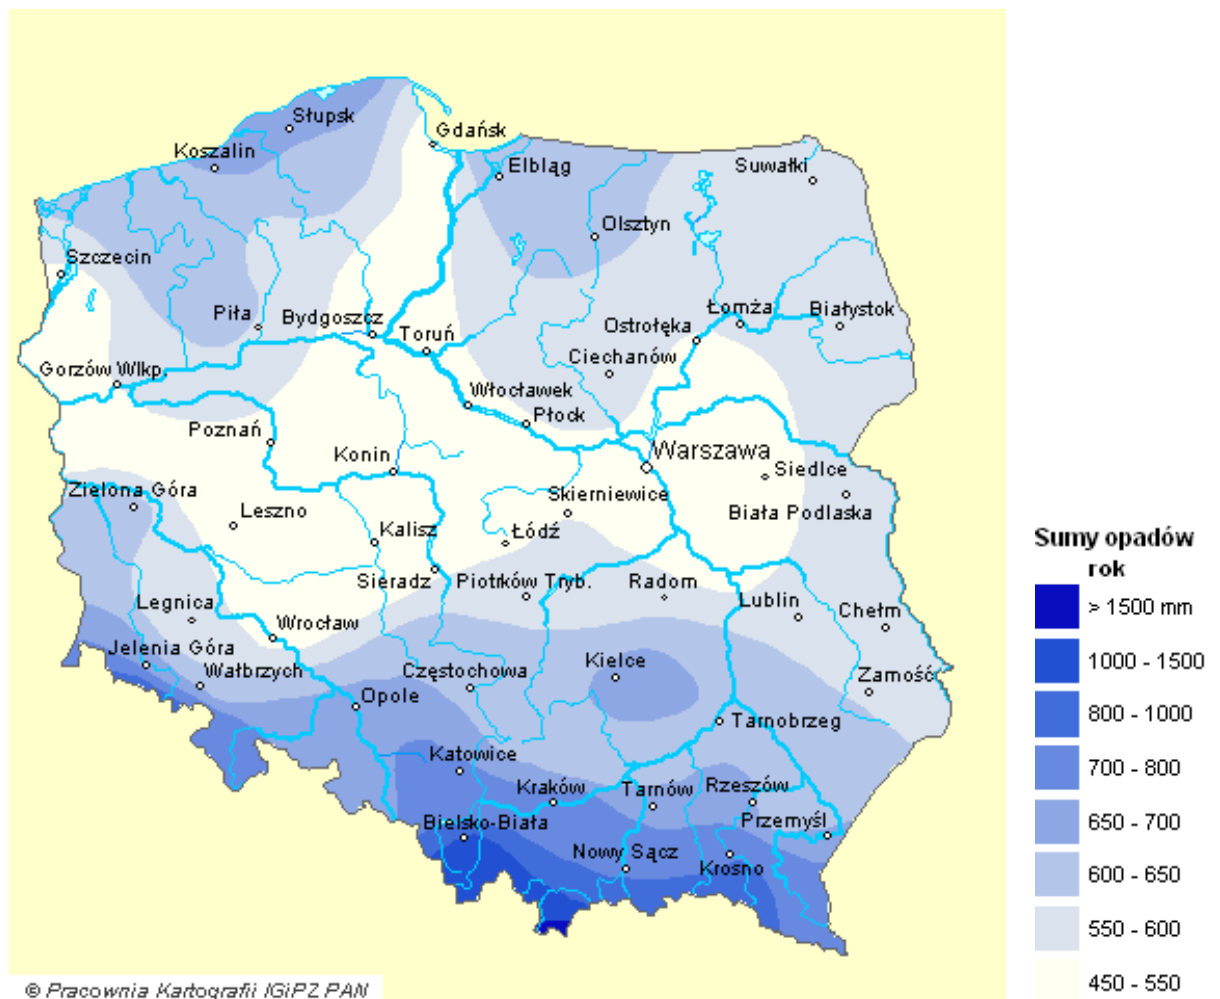 Słupsk
Gdańsk
Koszalin
Elbląg
Suwałki
Olsztyn
Szczecin
Piła
Bydgoszcz
Toruń
Łomża
Białystok
Ostrołęka
Ciechanów
Gorzów Wlkp.
Włocławek
Płock
Poznań
Konin
Warszawa
Siedlce
Zielona Góra
Leszno
Skierniewice
Biała Podlaska
Kalisz
Łódź
Sieradz
Piotrków Tryb.
Radom
Legnica
Lublin
Chełm
Wrocław
Jelenia Góra
Wałbrzych
Częstochowa
Kielce
Zamość
Opole
Tarnobrzeg
Katowice
Kraków
Tarnów
Rzeszów
Bielsko-Biała
Przemyśl
Nowy Sącz
Krosno
Sumy opadów
rok
> 1500 mm
1000 - 1500
800 - 1000
700 - 800
650 - 700
600 - 650
550 - 600
450 - 550
© Pracownia Kartografii IGiPZ PAN